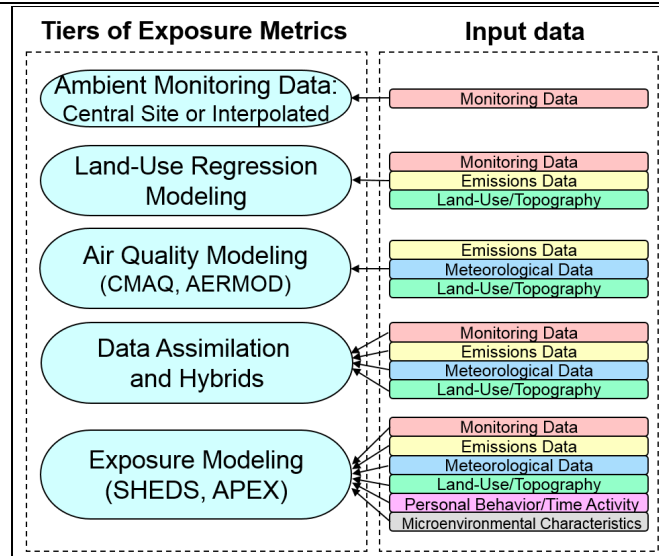 Tiers of Exposure Metrics
Input data
Ambient Monitoring Data:
Central Site or Interpolated
Monitoring Data
Land-Use Regression
Modeling
Monitoring Data
Emissions Data
Land-Use/Topography
Air Quality Modeling
(CMAQ, AERMOD)
Emissions Data
Meteorological Data
Land-Use/Topography
Data Assimilation
and Hybrids
Monitoring Data
Emissions Data
Meteorological Data
Land-Use/Topography
Exposure Modeling
(SHEDS, APEX)
Monitoring Data
Emissions Data
Meteorological Data
Land-Use/Topography
Personal Behavior/Time Activity
Microenvironmental Characteristics